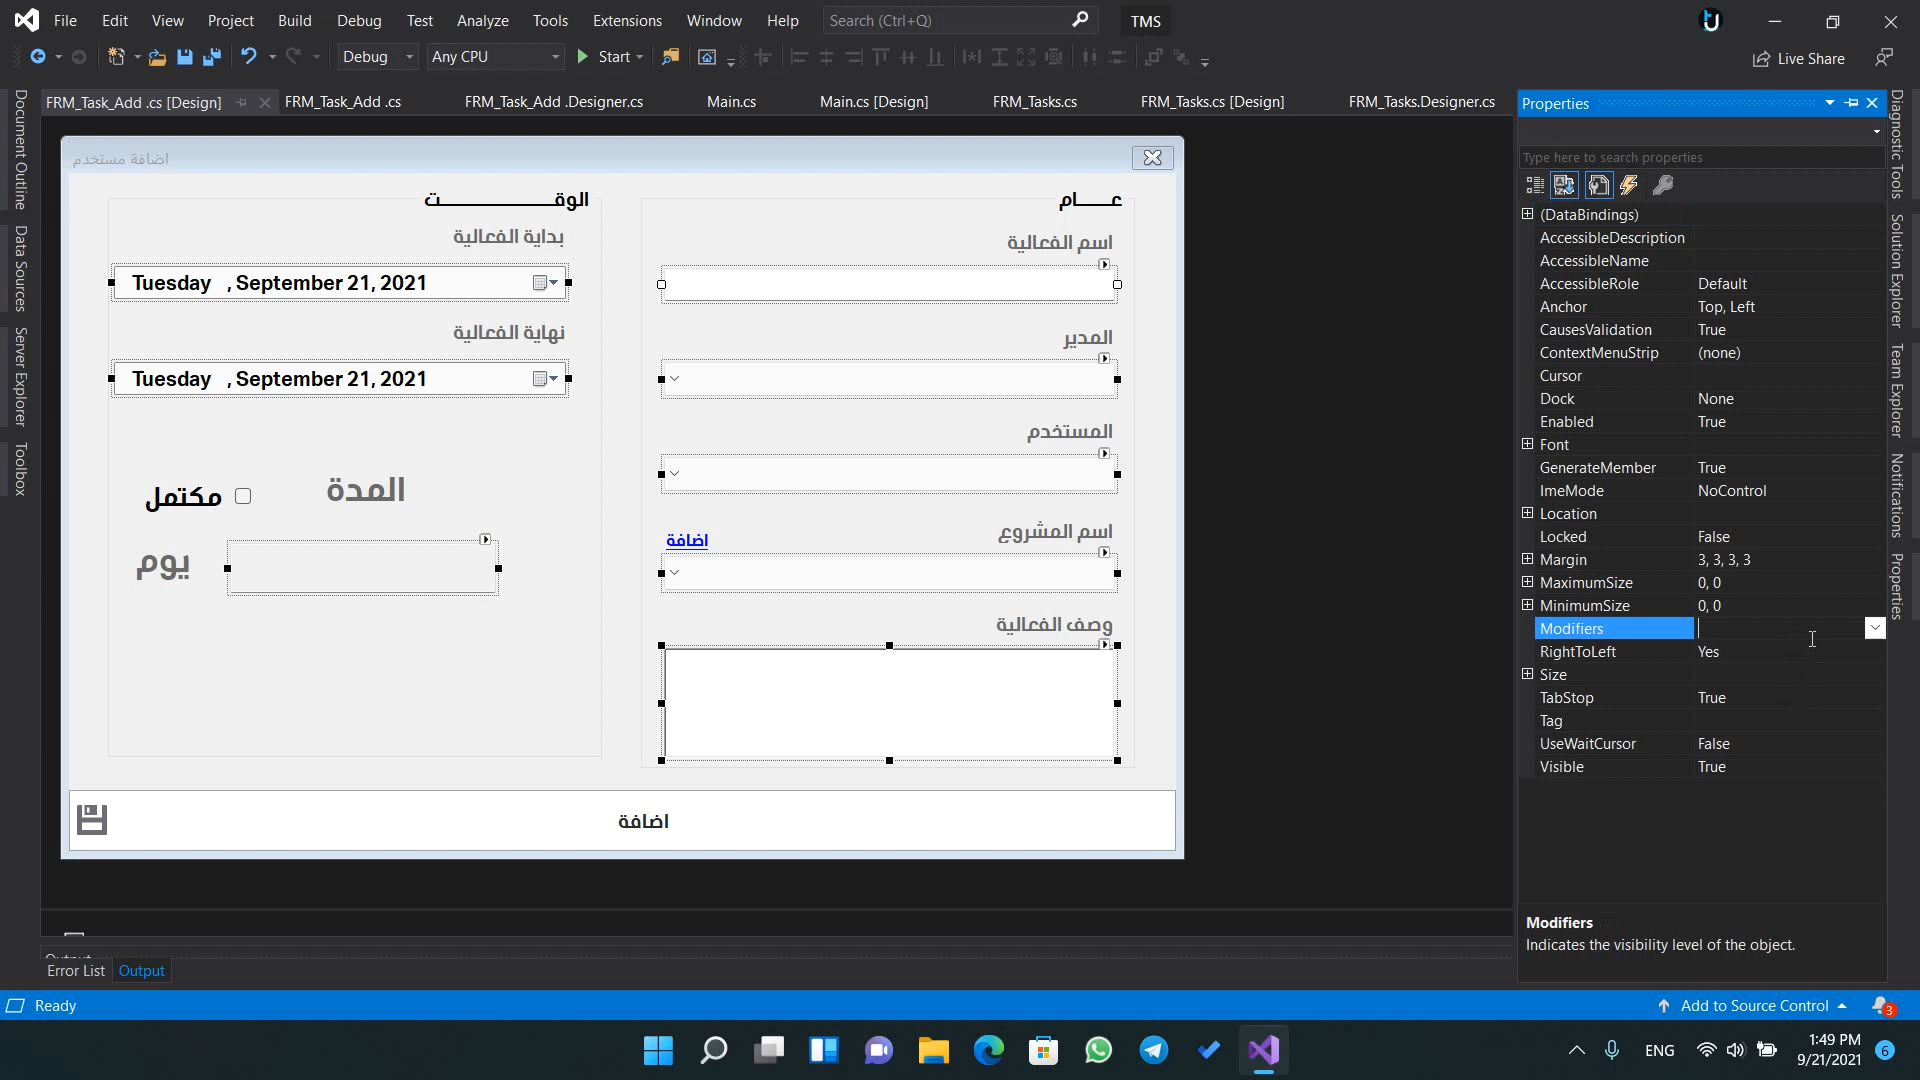 File Edit View Project Build Debug Test Analyze Tools Extensions Window Help Search (Ctrl+Q) TMS
Debug Any CPU Start Live Share
FRM_Task_Add .cs [Design] FRM_Task_Add .cs FRM_Task_Add .Designer.cs Main.cs Main.cs [Design] FRM_Tasks.cs FRM_Tasks.cs [Design] FRM_Tasks.Designer.cs
Document Outline
Data Sources
Server Explorer
Toolbox
اضافة مستخدم
عـــــام
اسم الفعالية
المدير
المستخدم
اسم المشروع
اضافة
وصف الفعالية
الوقـــــــــــــــــت
بداية الفعالية
Tuesday , September 21, 2021
نهاية الفعالية
Tuesday , September 21, 2021
المدة
مكتمل
يوم
اضافة
Properties
Type here to search properties
(DataBindings)
AccessibleDescription
AccessibleName
AccessibleRole Default
Anchor Top, Left
CausesValidation True
ContextMenuStrip (none)
Cursor
Dock None
Enabled True
Font
GenerateMember True
ImeMode NoControl
Location
Locked False
Margin 3, 3, 3, 3
MaximumSize 0, 0
MinimumSize 0, 0
Modifiers
RightToLeft Yes
Size
TabStop True
Tag
UseWaitCursor False
Visible True
Modifiers
Indicates the visibility level of the object.
Diagnostic Tools
Solution Explorer
Team Explorer
Notifications
Properties
Output
Error List Output
Ready Add to Source Control 3
ENG 1:49 PM
9/21/2021 6